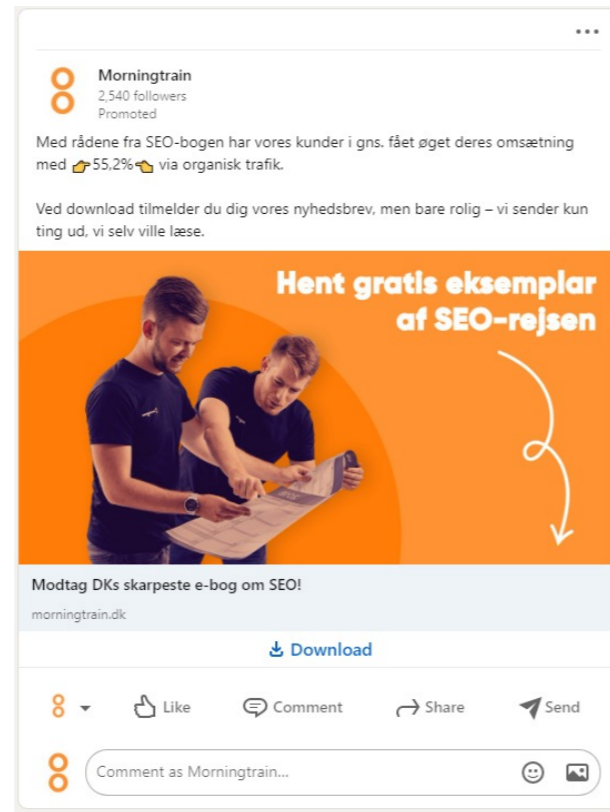 Morningtrain
2,540 followers
Promoted
Med rådene fra SEO-bogen har vores kunder i gns. fået øget deres omsætning
med 👉55,2%👈 via organisk trafik.
Ved download tilmelder du dig vores nyhedsbrev, men bare rolig – vi sender kun
ting ud, vi selv ville læse.
Hent gratis eksemplar
af SEO-rejsen
Modtag DKs skarpeste e-bog om SEO!
morningtrain.dk
Download
Like Comment Share Send
Comment as Morningtrain...